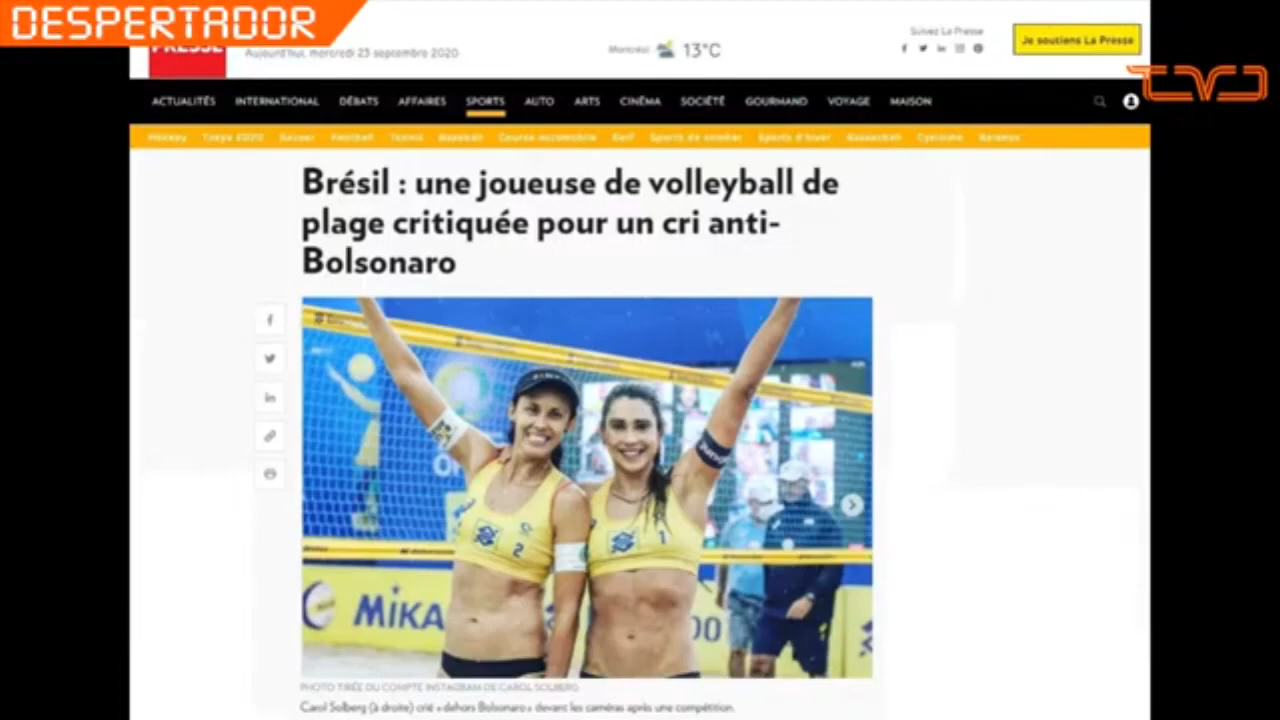 DESPERTADOR
PRESSE
Aujourd'hui, mercredi 23 septembre 2020
Montréal 13°C
Suivez La Presse
Je soutiens La Presse
TVD
ACTUALITÉS INTERNATIONAL DÉBATS AFFAIRES SPORTS AUTO ARTS CINÉMA SOCIÉTÉ GOURMAND VOYAGE MAISON
Hockey Tokyo 2020 Soccer Football Tennis Baseball Course automobile Golf Sports de combat Sports d'hiver Basketball Cyclisme
Brésil : une joueuse de volleyball de
plage critiquée pour un cri anti-
Bolsonaro
2
1
MIKA
00
PHOTO TIRÉE DU COMPTE INSTAGRAM DE CAROL SOLBERG
Carol Solberg (à droite) crié « dehors Bolsonaro » devant les caméras après une compétition.